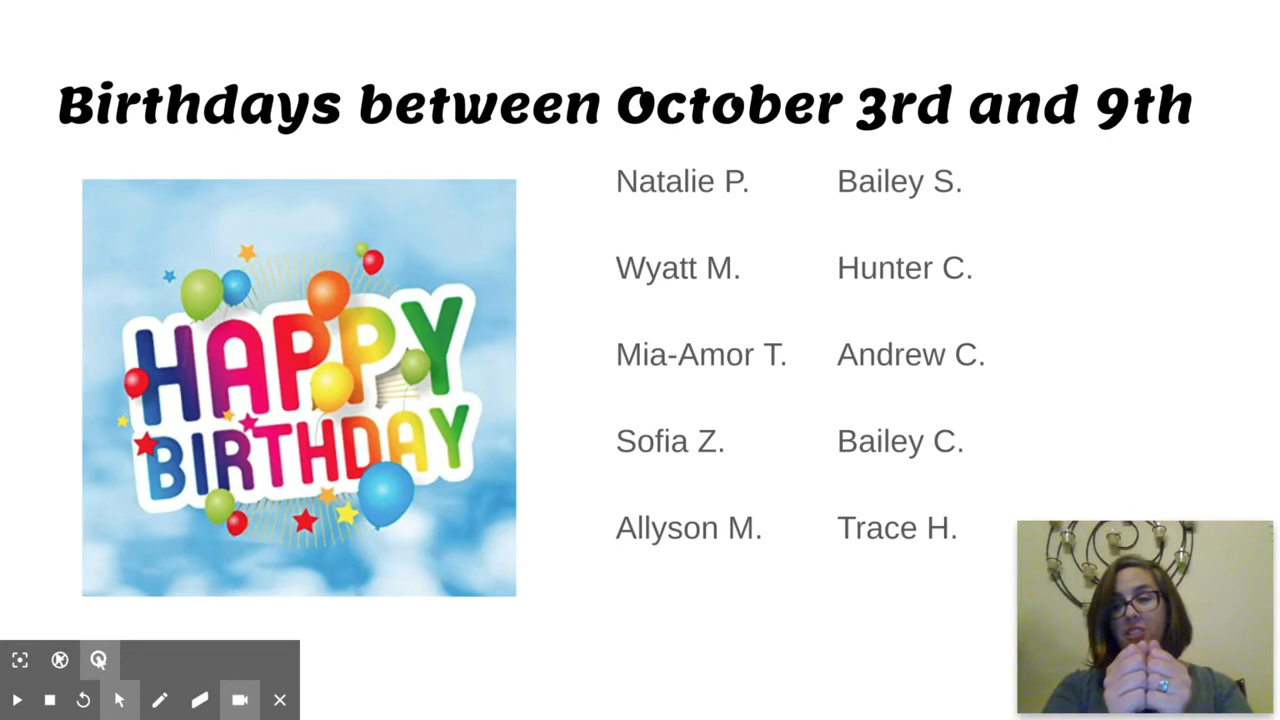 Birthdays between October 3rd and 9th
HAPPY
BIRTHDAY
Natalie P.
Wyatt M.
Mia-Amor T.
Sofia Z.
Allyson M.
Bailey S.
Hunter C.
Andrew C.
Bailey C.
Trace H.